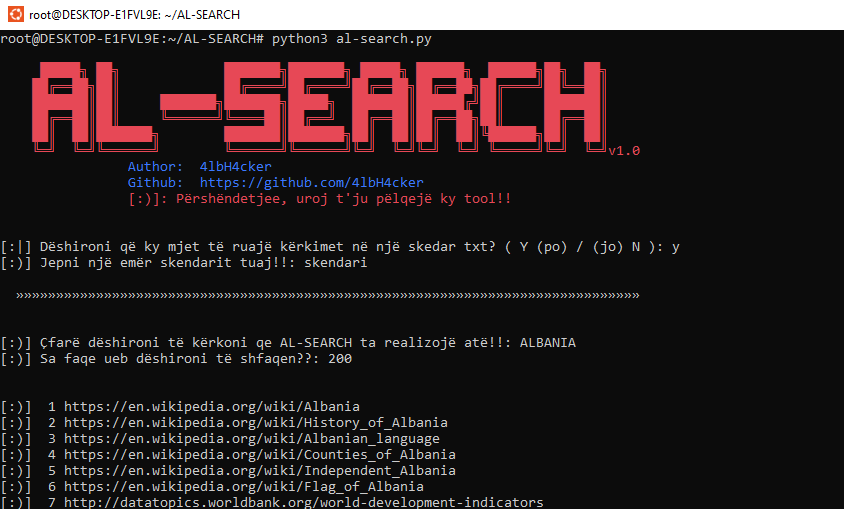 root@DESKTOP-E1FVL9E: ~/AL-SEARCH
root@DESKTOP-E1FVL9E:~/AL-SEARCH# python3 al-search.py
AL-SEARCH
v1.0
Author:  4lbH4cker
Github:  https://github.com/4lbH4cker
[:)]: Përshëndetjee, uroj t'ju pëlqejë ky tool!!
[:|] Dëshironi që ky mjet të ruajë kërkimet në një skedar txt? ( Y (po) / (jo) N ): y
[:)] Jepni një emër skendarit tuaj!!: skendari
»»»»»»»»»»»»»»»»»»»»»»»»»»»»»»»»»»»»»»»»»»»»»»»»»»»»»»»»»»»»»»»»»»»»»»»»»»»»»»
[:)] Çfarë dëshironi të kërkoni qe AL-SEARCH ta realizojë atë!!: ALBANIA
[:)] Sa faqe ueb dëshironi të shfaqen??: 200
[:)]  1 https://en.wikipedia.org/wiki/Albania
[:)]  2 https://en.wikipedia.org/wiki/History_of_Albania
[:)]  3 https://en.wikipedia.org/wiki/Albanian_language
[:)]  4 https://en.wikipedia.org/wiki/Counties_of_Albania
[:)]  5 https://en.wikipedia.org/wiki/Independent_Albania
[:)]  6 https://en.wikipedia.org/wiki/Flag_of_Albania
[:)]  7 http://datatopics.worldbank.org/world-development-indicators